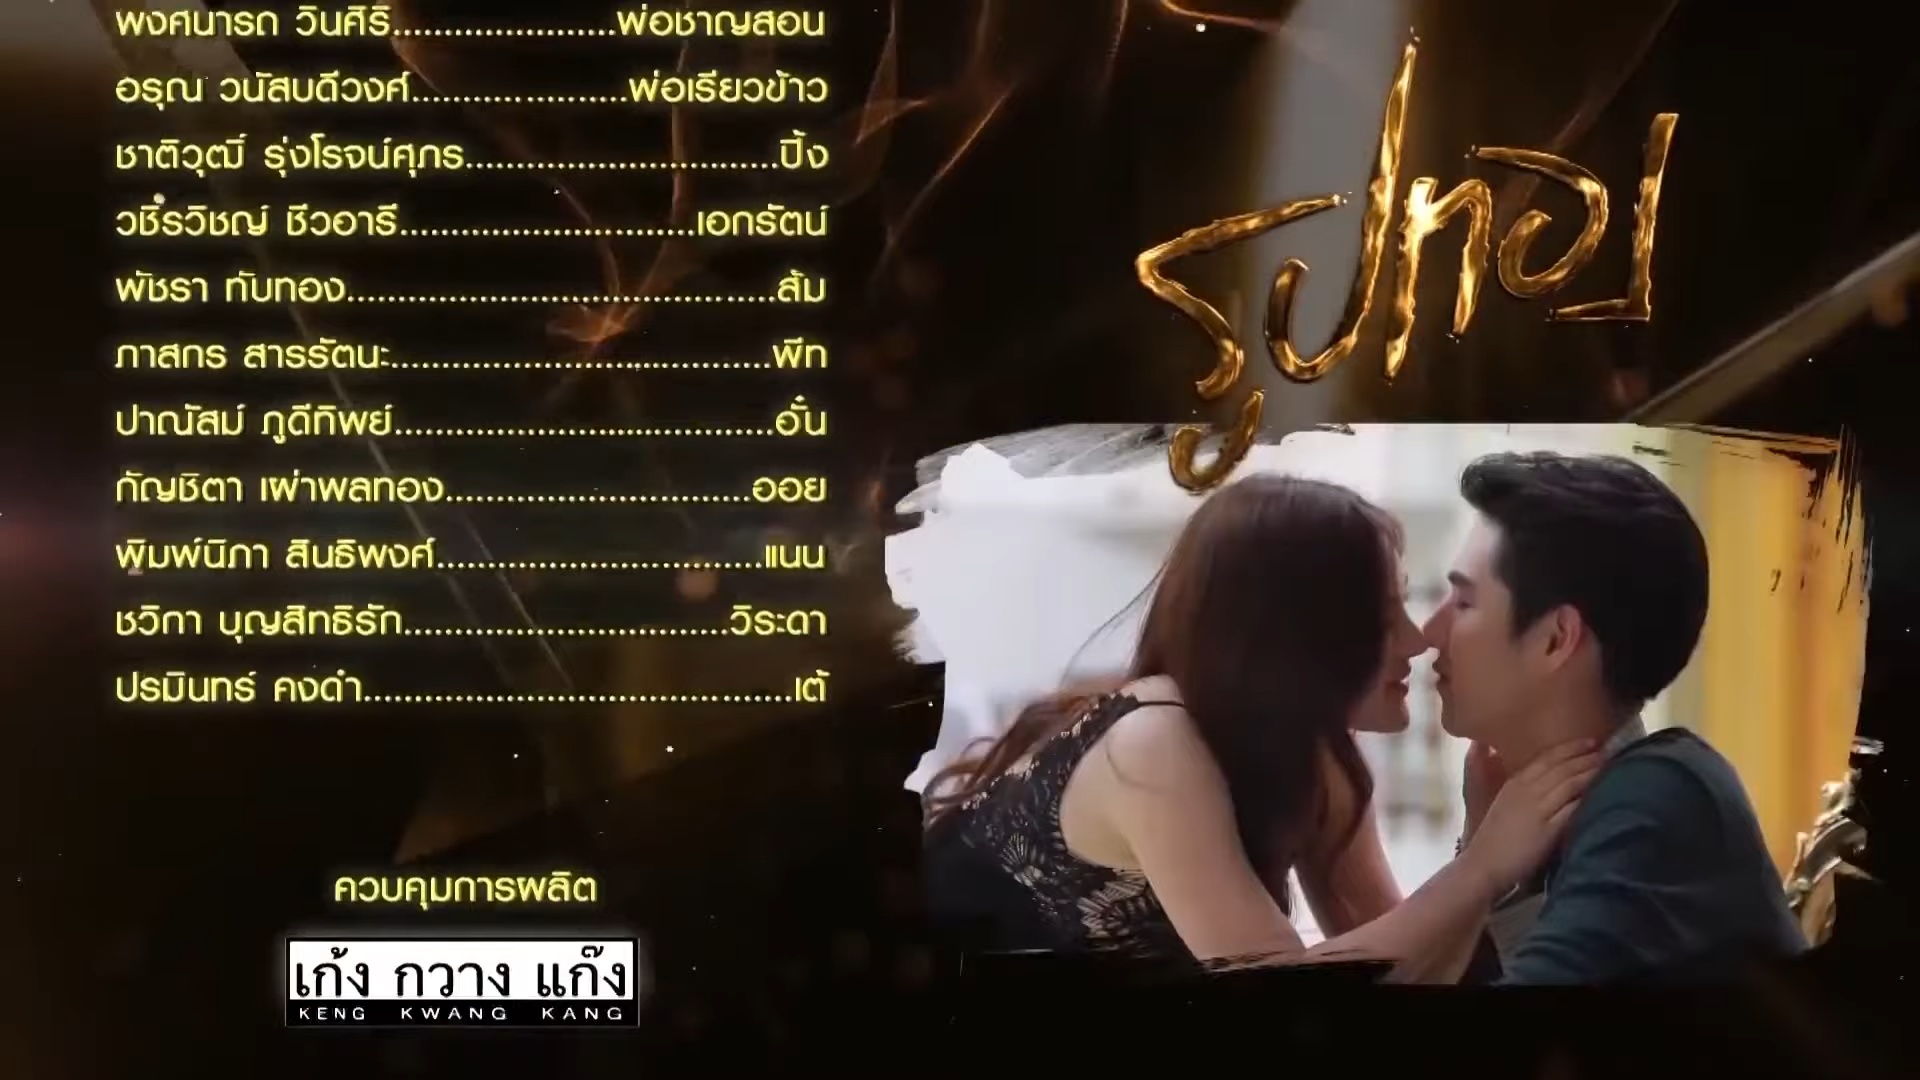 พงศนารถ วินศิริ......................พ่อชาญสอน
อรุณ วนัสบดีวงศ์.....................พ่อเรียวข้าว
ชาติวุฒิ์ รุ่งโรจน์ศุภร...............................ปิ้ง
วชิรวิชญ์ ชีวอารี.............................เอกรัตน์
พัชรา ทับทอง..........................................ส้ม
ภาสกร สารรัตนะ.....................................พีท
ปาณัสม์ ภูดีทิพย์.....................................อั๋น
กัญชิตา เผ่าพลทอง..............................ออย
พิมพ์นิภา สินธิพงศ์................................แนน
ชวิกา บุญสิทธิรัก................................วิระดา
ปรมินทร์ คงดำ..........................................เต้
ควบคุมการผลิต
เก้ง กวาง แก๊ง
KENG KWANG KANG
รูปทอง